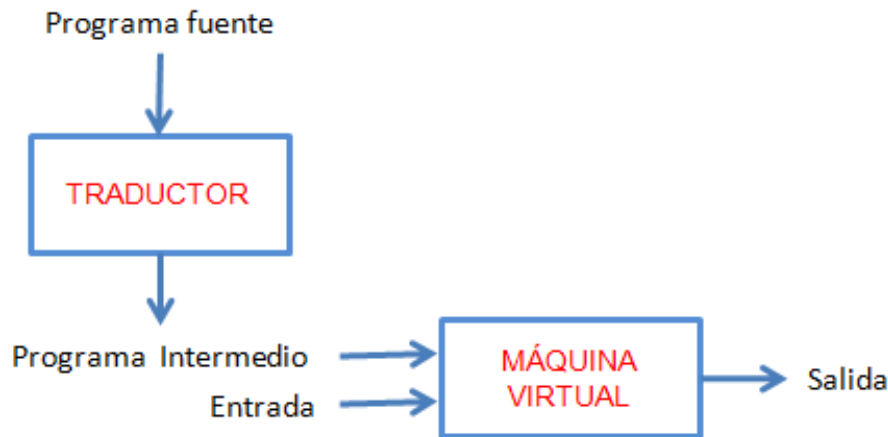 Programa fuente
TRADUCTOR
Programa Intermedio
Entrada
MÁQUINA
VIRTUAL
Salida